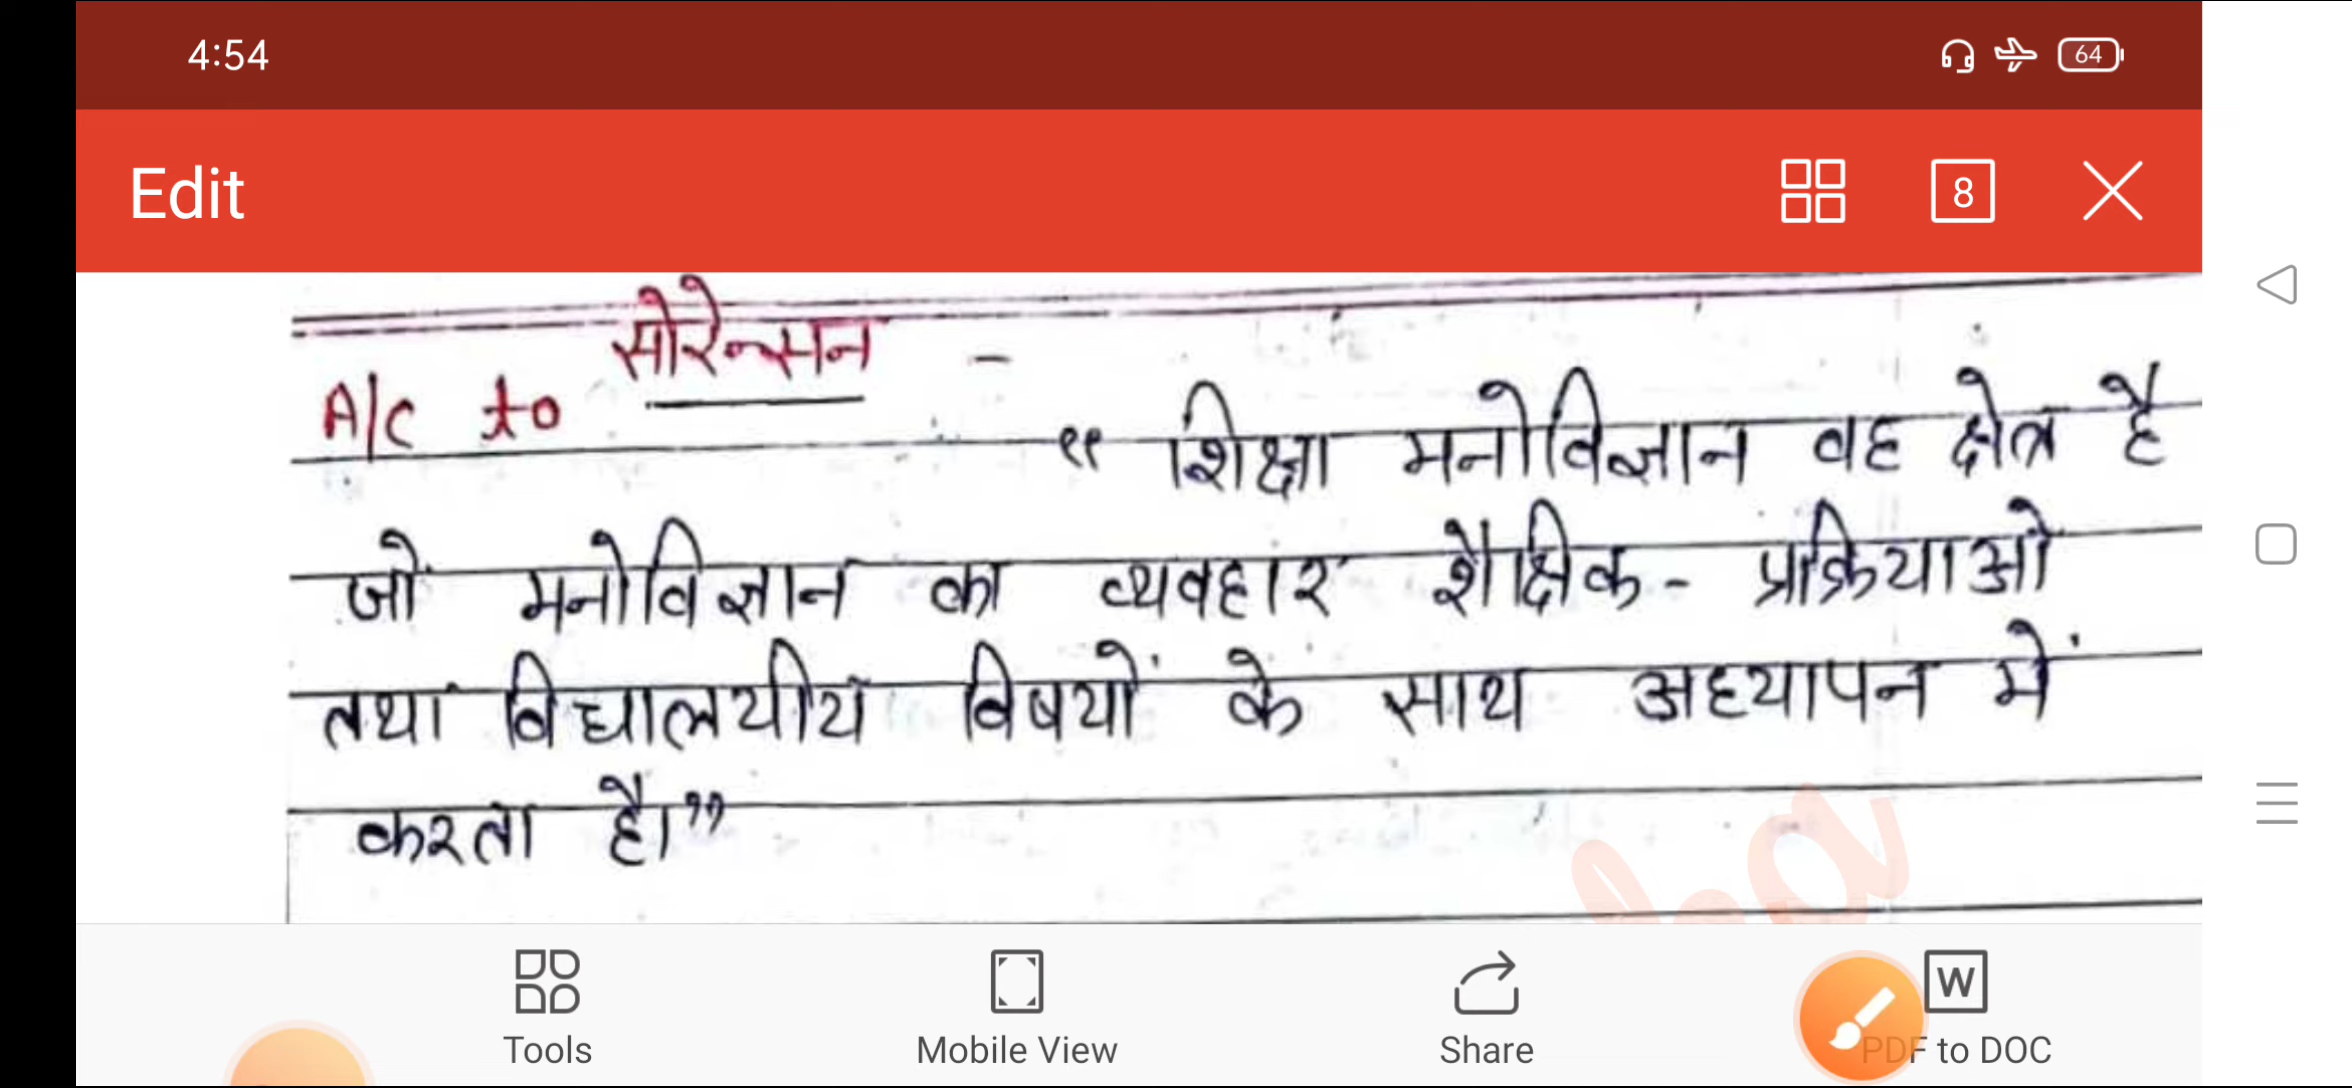 4:54
64
Edit
8
A/c to सोरेन्सन -
“ शिक्षा मनोविज्ञान वह क्षेत्र है
जो मनोविज्ञान का व्यवहार शैक्षिक- प्रक्रियाओ
तथा विद्यालयीय विषयों के साथ अध्यापन में
करता है।”
Tools
Mobile View
Share
W
PDF to DOC